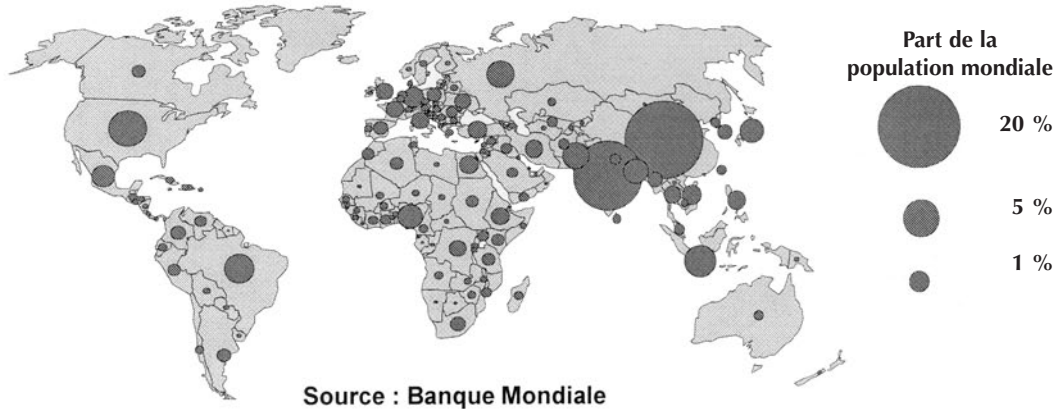 Part de la
population mondiale
20 %
5 %
1 %
Source : Banque Mondiale